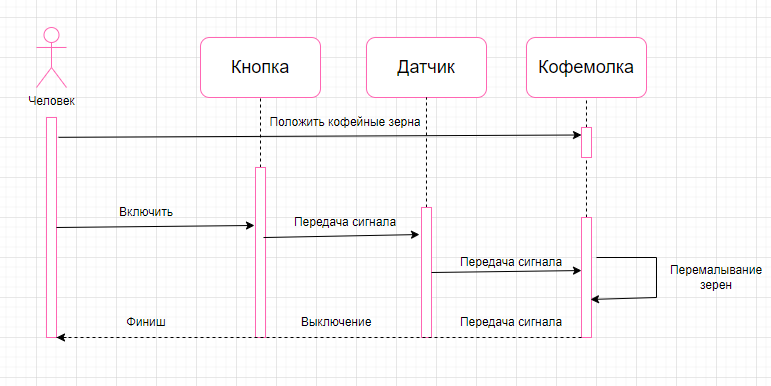 Кнопка
Датчик
Кофемолка
Человек
Положить кофейные зерна
Включить
Передача сигнала
Передача сигнала
Перемалывание
зерен
Финиш
Выключение
Передача сигнала